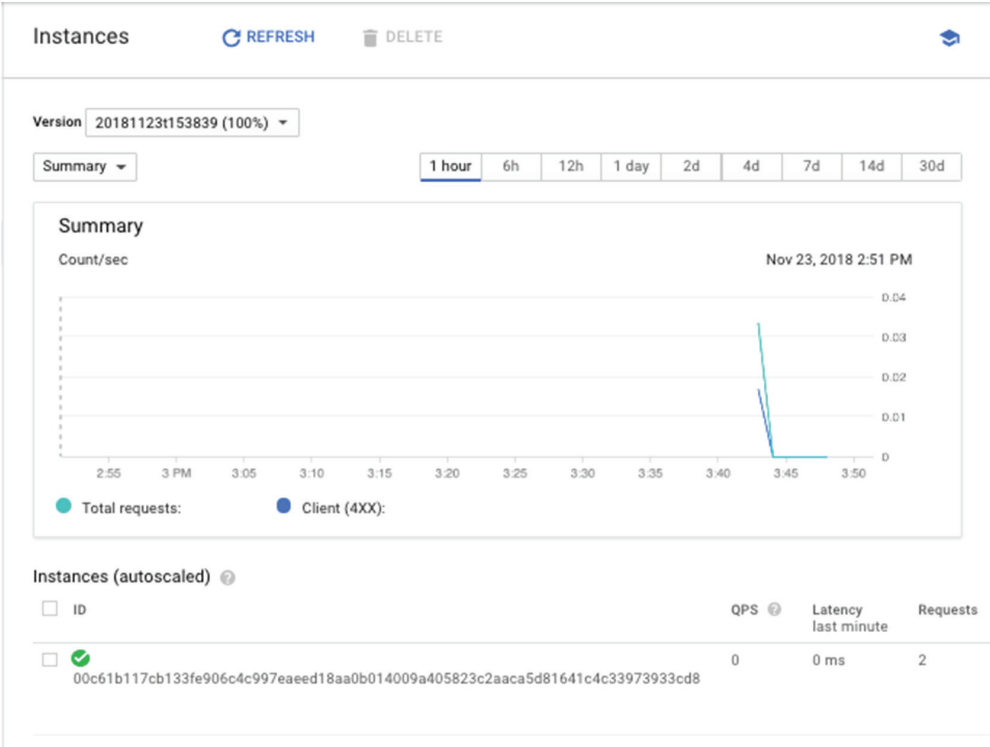 Instances REFRESH DELETE
Version 20181123t153839 (100%)
Summary 1 hour 6h 12h 1 day 2d 4d 7d 14d 30d
Summary
Count/sec Nov 23, 2018 2:51 PM
0.04
0.03
0.02
0.01
0
2:55 3 PM 3:05 3:10 3:15 3:20 3:25 3:30 3:35 3:40 3:45 3:50
Total requests: Client (4XX):
Instances (autoscaled) ?
ID QPS ? Latency Requests
last minute
0 0 ms 2
00c61b117cb133fe906c4c997eaeed18aa0b014009a405823c2aaca5d81641c4c33973933cd8